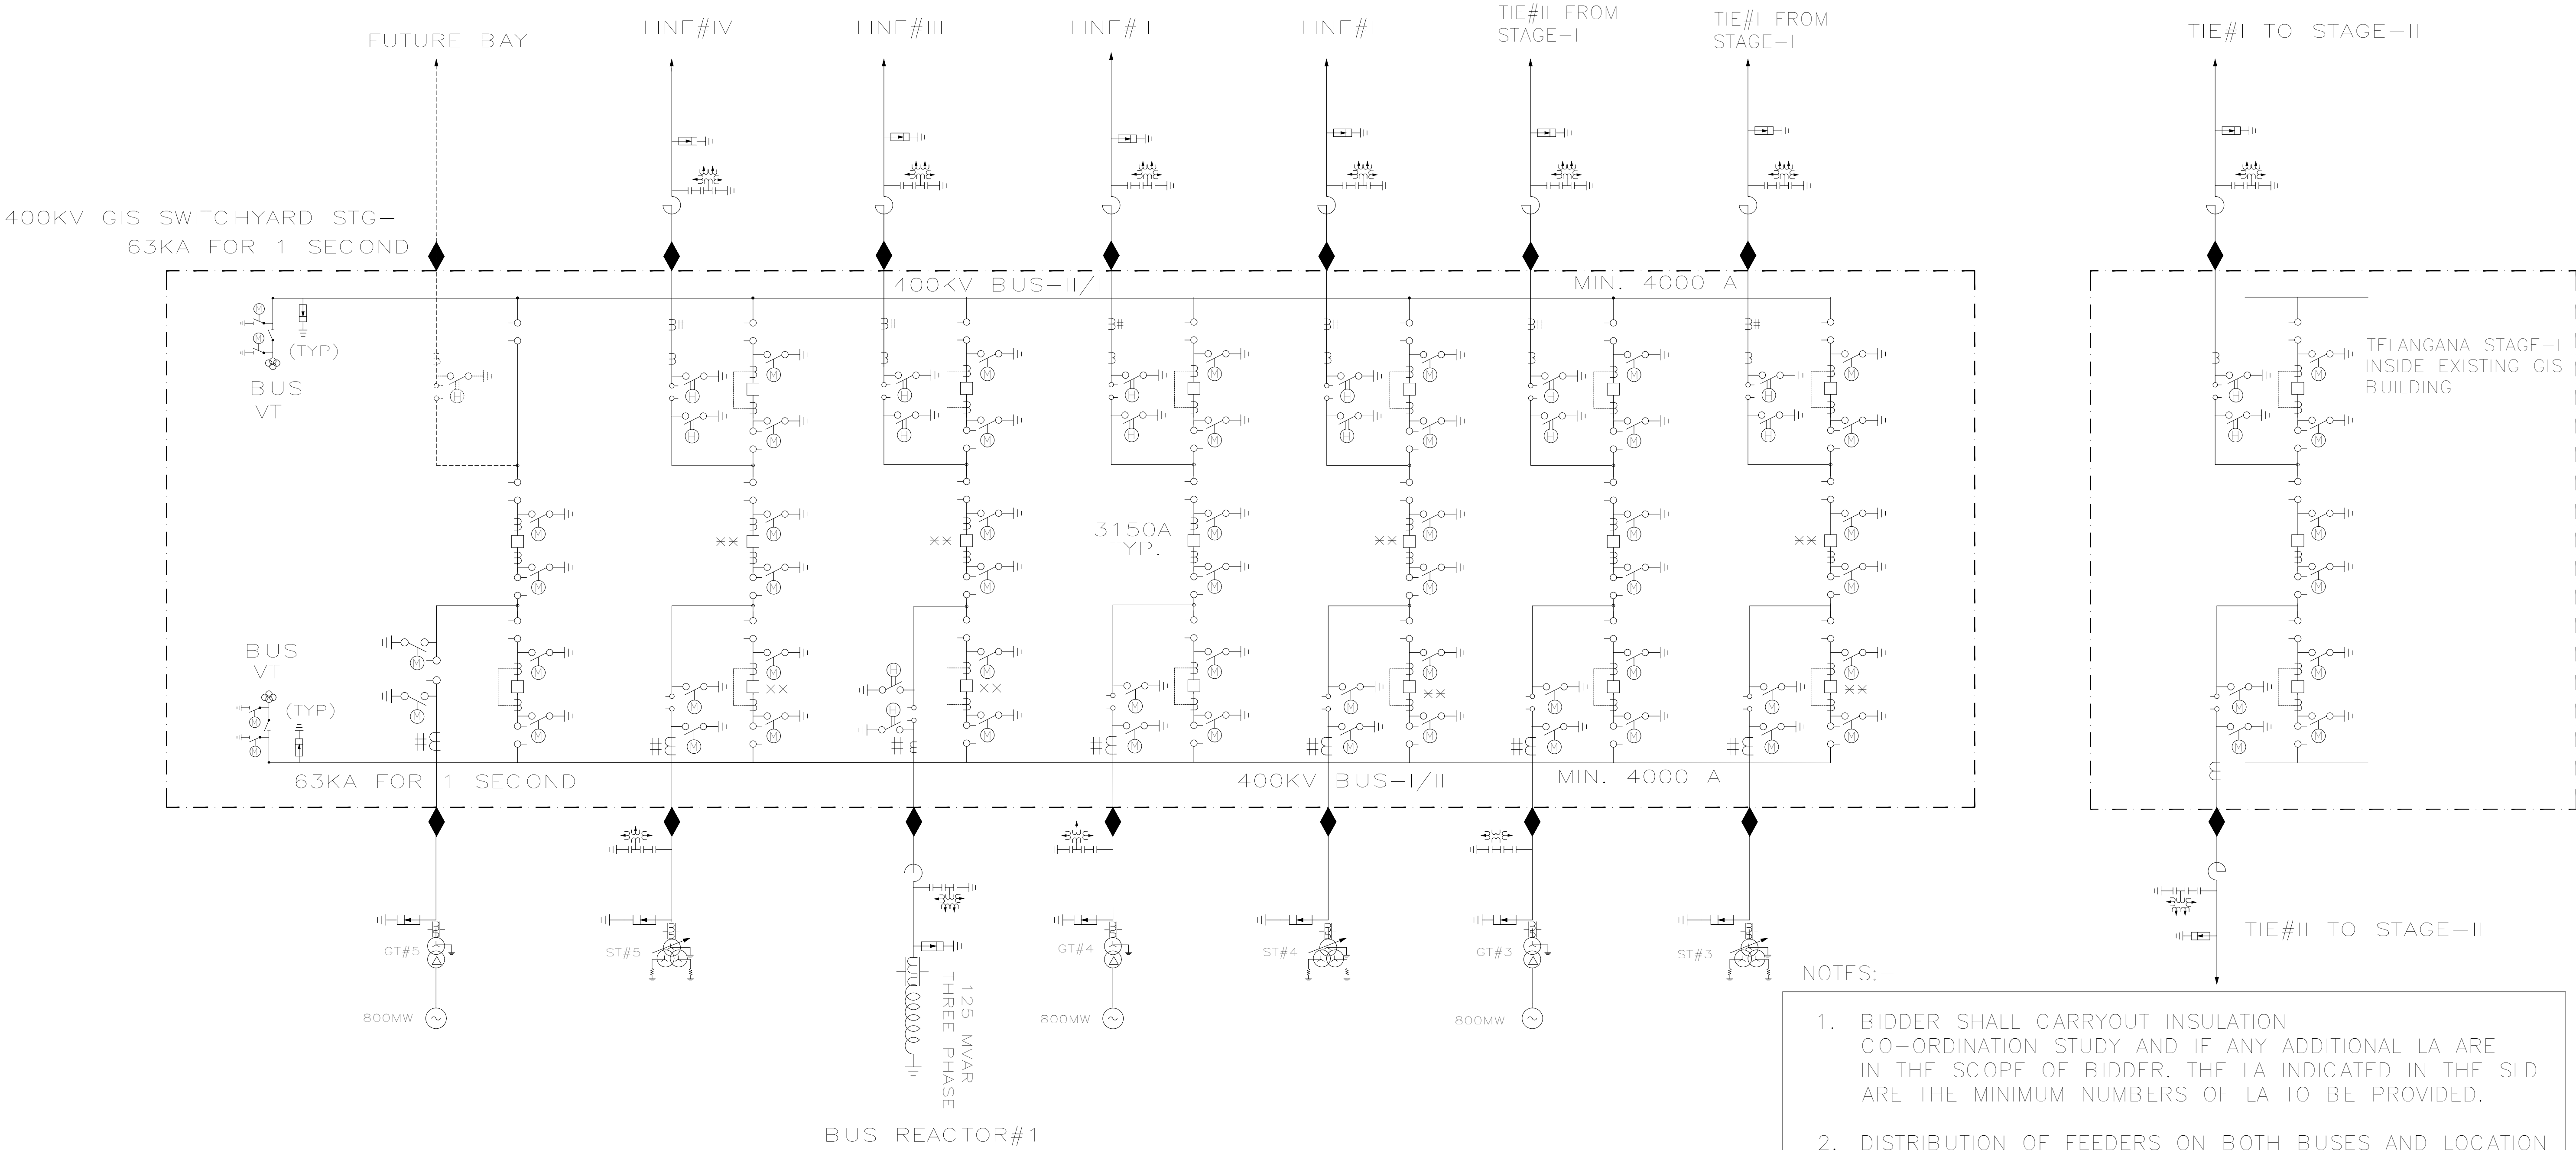 FUTURE BAY
LINE#IV
LINE#III
LINE#II
LINE#I
TIE#II FROM
STAGE-I
TIE#I FROM
STAGE-I
TIE#I TO STAGE-II
400KV GIS SWITCHYARD STG-II
63KA FOR 1 SECOND
400KV BUS-II/I
MIN. 4000 A
(TYP)
BUS
VT
TELANGANA STAGE-I
INSIDE EXISTING GIS
BUILDING
3150A
TYP.
BUS
VT
(TYP)
63KA FOR 1 SECOND
400KV BUS-I/II
MIN. 4000 A
GT#5
ST#5
GT#4
ST#4
GT#3
ST#3
800MW
800MW
800MW
125 MVAR
THREE PHASE
BUS REACTOR#1
TIE#II TO STAGE-II
NOTES:-
1. BIDDER SHALL CARRYOUT INSULATION
CO-ORDINATION STUDY AND IF ANY ADDITIONAL LA ARE
IN THE SCOPE OF BIDDER. THE LA INDICATED IN THE SLD
ARE THE MINIMUM NUMBERS OF LA TO BE PROVIDED.
2. DISTRIBUTION OF FEEDERS ON BOTH BUSES AND LOCATION